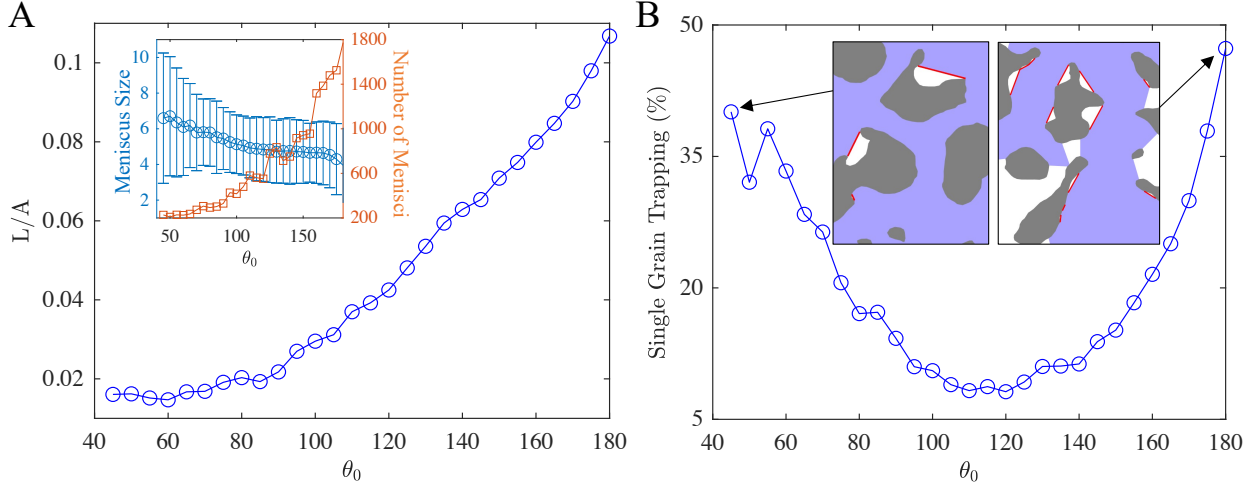 A
L/A
0.1
0.08
0.06
0.04
0.02
40 60 80 100 120 140 160 180
θ₀
Meniscus Size
10
8
6
4
2
Number of Menisci
1800
1400
1000
600
200
50 100 150
θ₀
B
Single Grain Trapping (%)
50
35
20
5
40 60 80 100 120 140 160 180
θ₀